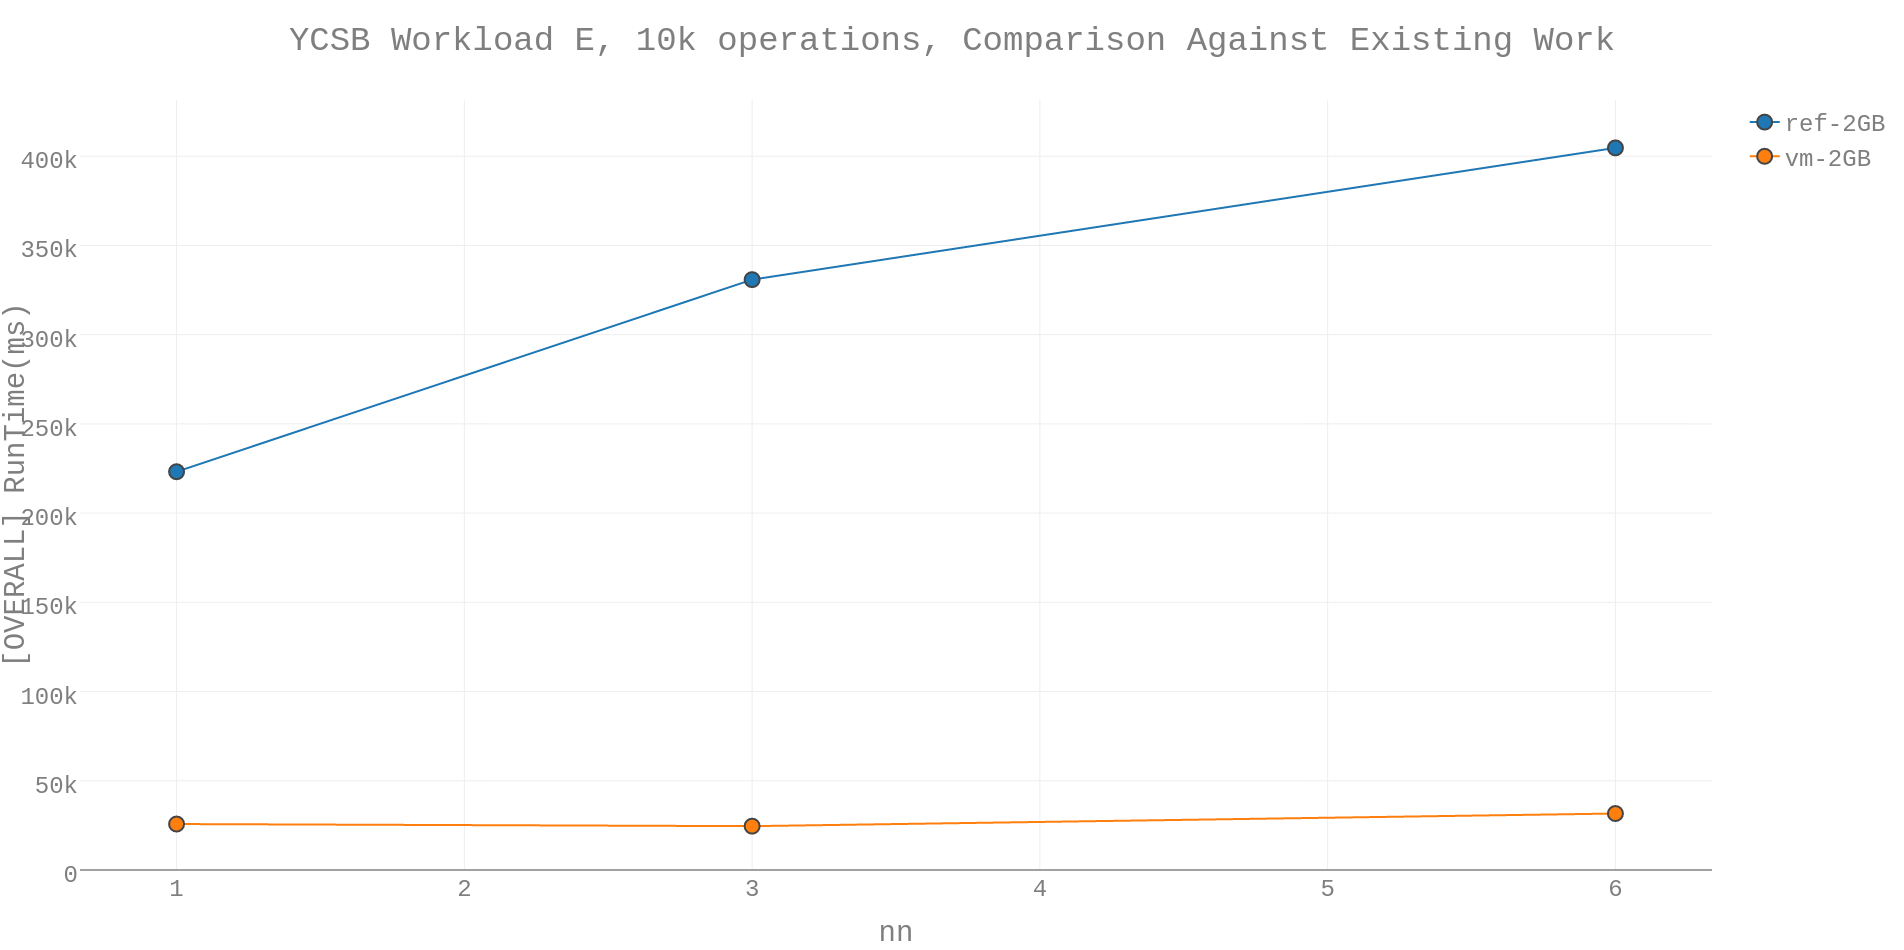 YCSB Workload E, 10k operations, Comparison Against Existing Work
ref-2GB
vm-2GB
[OVERALL] RunTime(ms)
400k
350k
300k
250k
200k
150k
100k
50k
0
1 2 3 4 5 6
nn